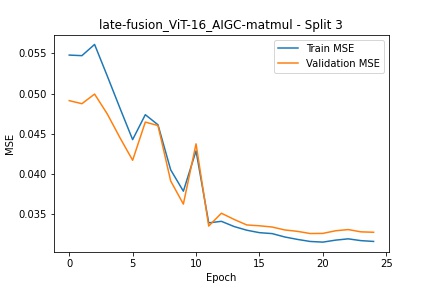 late-fusion_ViT-16_AIGC-matmul - Split 3
Train MSE
Validation MSE
MSE
0.055
0.050
0.045
0.040
0.035
0
5
10
15
20
25
Epoch